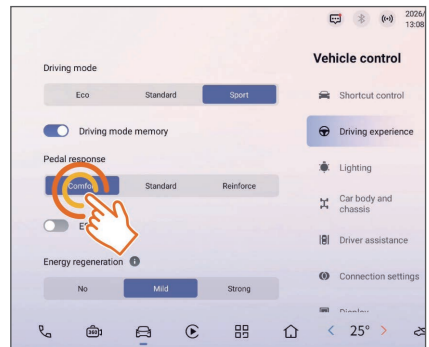 2026/
13:08
Vehicle control
Driving mode
Eco Standard Sport
Driving mode memory
Pedal response
Standard Reinforce
Energy regeneration
No Mild Strong
Shortcut control
Driving experience
Lighting
Car body and
chassis
Driver assistance
Connection settings
360
< 25° >